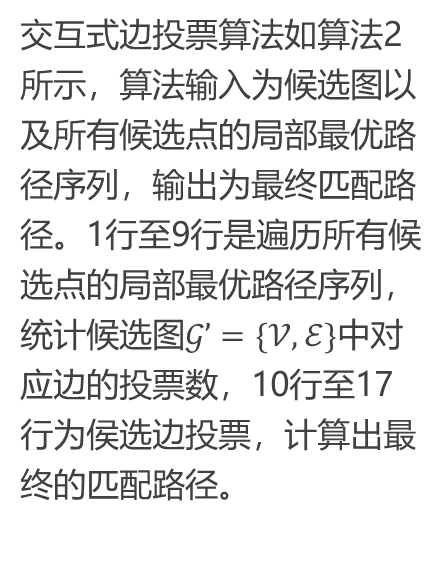 交互式边投票算法如算法2
所示，算法输入为候选图以
及所有候选点的局部最优路
径序列，输出为最终匹配路
径。1行至9行是遍历所有候
选点的局部最优路径序列，
统计候选图𝒢’ = {𝒱, ℰ}中对
应边的投票数，10行至17
行为侯选边投票，计算出最
终的匹配路径。